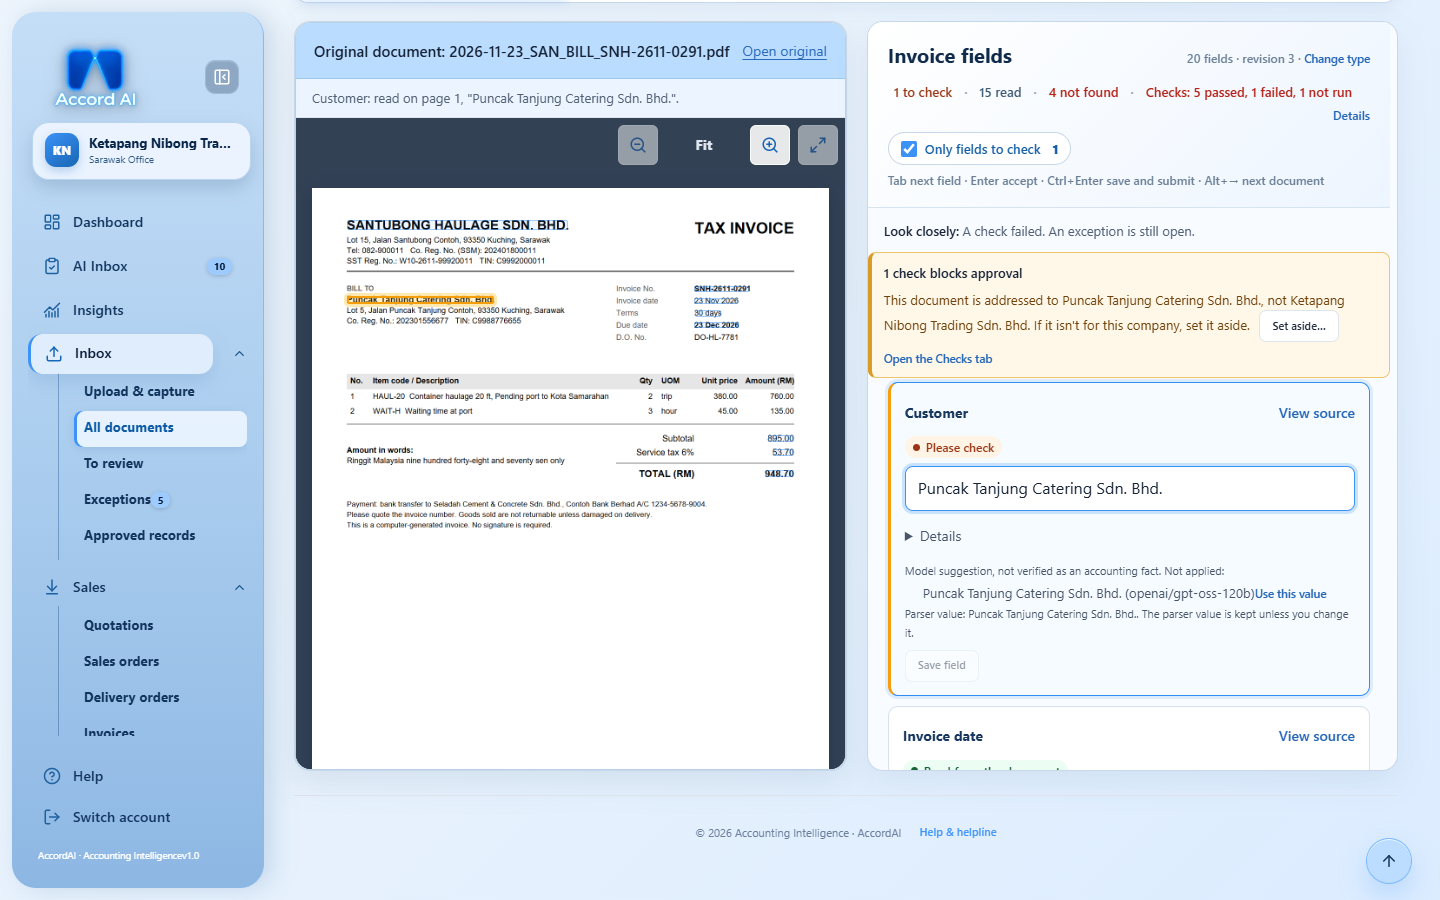 Accord AI
KN
Ketapang Nibong Tra...
Sarawak Office
Dashboard
AI Inbox
10
Insights
Inbox
Upload & capture
All documents
To review
Exceptions 5
Approved records
Sales
Quotations
Sales orders
Delivery orders
Invoices
Help
Switch account
AccordAI · Accounting Intelligencev1.0
Original document: 2026-11-23_SAN_BILL_SNH-2611-0291.pdf Open original
Customer: read on page 1, "Puncak Tanjung Catering Sdn. Bhd.".
Fit
SANTUBONG HAULAGE SDN. BHD.
TAX INVOICE
Lot 15, Jalan Santubong Contoh, 93350 Kuching, Sarawak
Tel: 082-900011 Co. Reg. No. (SSM): 202401800011
SST Reg. No.: W10-2611-99920011 TIN: C9992000011
BILL TO
Puncak Tanjung Catering Sdn. Bhd.
Lot 5, Jalan Puncak Tanjung Contoh, 93350 Kuching, Sarawak
Co. Reg. No.: 202301556677 TIN: C9988776655
Invoice No. SNH-2611-0291
Invoice date 23 Nov 2026
Terms 30 days
Due date 23 Dec 2026
D.O. No. DO-HL-7781
No. Item code / Description Qty UOM Unit price Amount (RM)
1 HAUL-20 Container haulage 20 ft, Pending port to Kota Samarahan 2 trip 380.00 760.00
2 WAIT-H Waiting time at port 3 hour 45.00 135.00
Subtotal 895.00
Service tax 6% 53.70
TOTAL (RM) 948.70
Amount in words:
Ringgit Malaysia nine hundred forty-eight and seventy sen only
Payment: bank transfer to Seladah Cement & Concrete Sdn. Bhd., Contoh Bank Berhad A/C 1234-5678-9004.
Please quote the invoice number. Goods sold are not returnable unless damaged on delivery.
This is a computer-generated invoice. No signature is required.
Invoice fields
20 fields · revision 3 · Change type
1 to check · 15 read · 4 not found · Checks: 5 passed, 1 failed, 1 not run
Details
Only fields to check 1
Tab next field · Enter accept · Ctrl+Enter save and submit · Alt+→ next document
Look closely: A check failed. An exception is still open.
1 check blocks approval
This document is addressed to Puncak Tanjung Catering Sdn. Bhd., not Ketapang
Nibong Trading Sdn. Bhd. If it isn't for this company, set it aside. Set aside...
Open the Checks tab
Customer
View source
Please check
Puncak Tanjung Catering Sdn. Bhd.
Details
Model suggestion, not verified as an accounting fact. Not applied:
Puncak Tanjung Catering Sdn. Bhd. (openai/gpt-oss-120b)Use this value
Parser value: Puncak Tanjung Catering Sdn. Bhd.. The parser value is kept unless you change
it.
Save field
Invoice date
View source
© 2026 Accounting Intelligence · AccordAI
Help & helpline